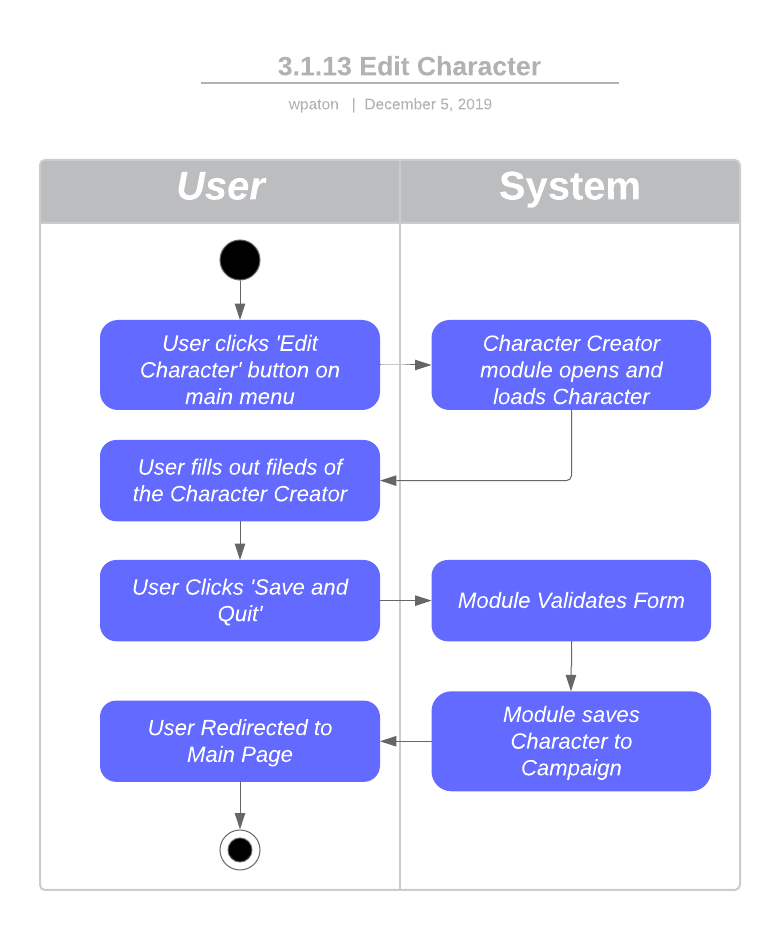 3.1.13 Edit Character
wpaton | December 5, 2019
User
System
User clicks 'Edit
Character' button on
main menu
Character Creator
module opens and
loads Character
User fills out fileds of
the Character Creator
User Clicks 'Save and
Quit'
Module Validates Form
User Redirected to
Main Page
Module saves
Character to
Campaign